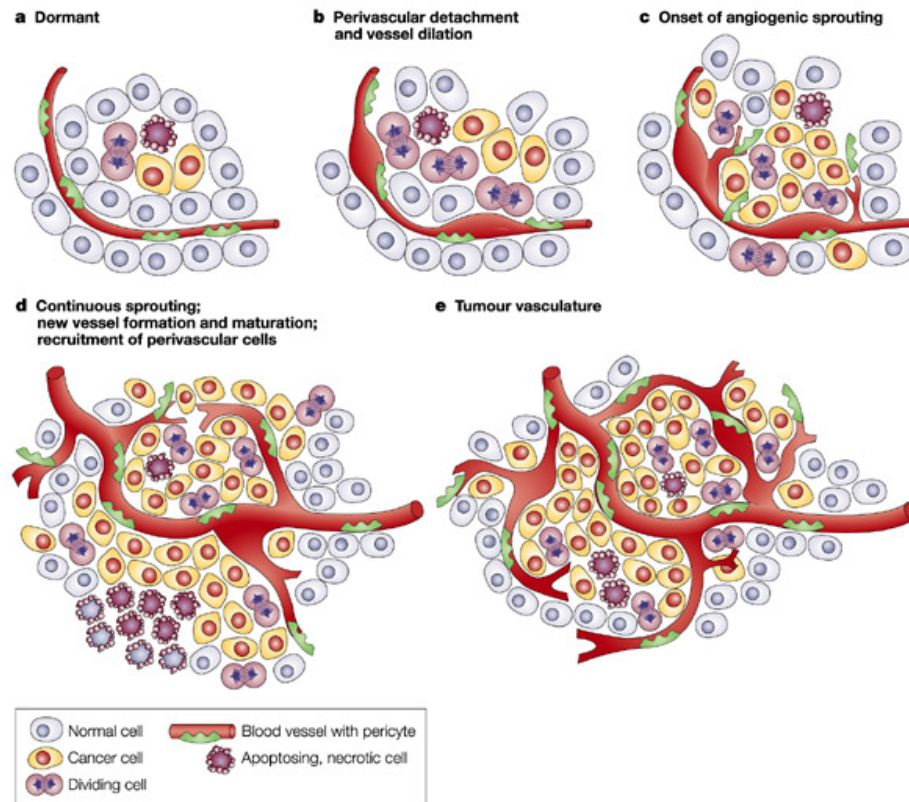 a Dormant
b Perivascular detachment
and vessel dilation
c Onset of angiogenic sprouting
d Continuous sprouting;
new vessel formation and maturation;
recruitment of perivascular cells
e Tumour vasculature
Normal cell
Cancer cell
Dividing cell
Blood vessel with pericyte
Apoptosing, necrotic cell